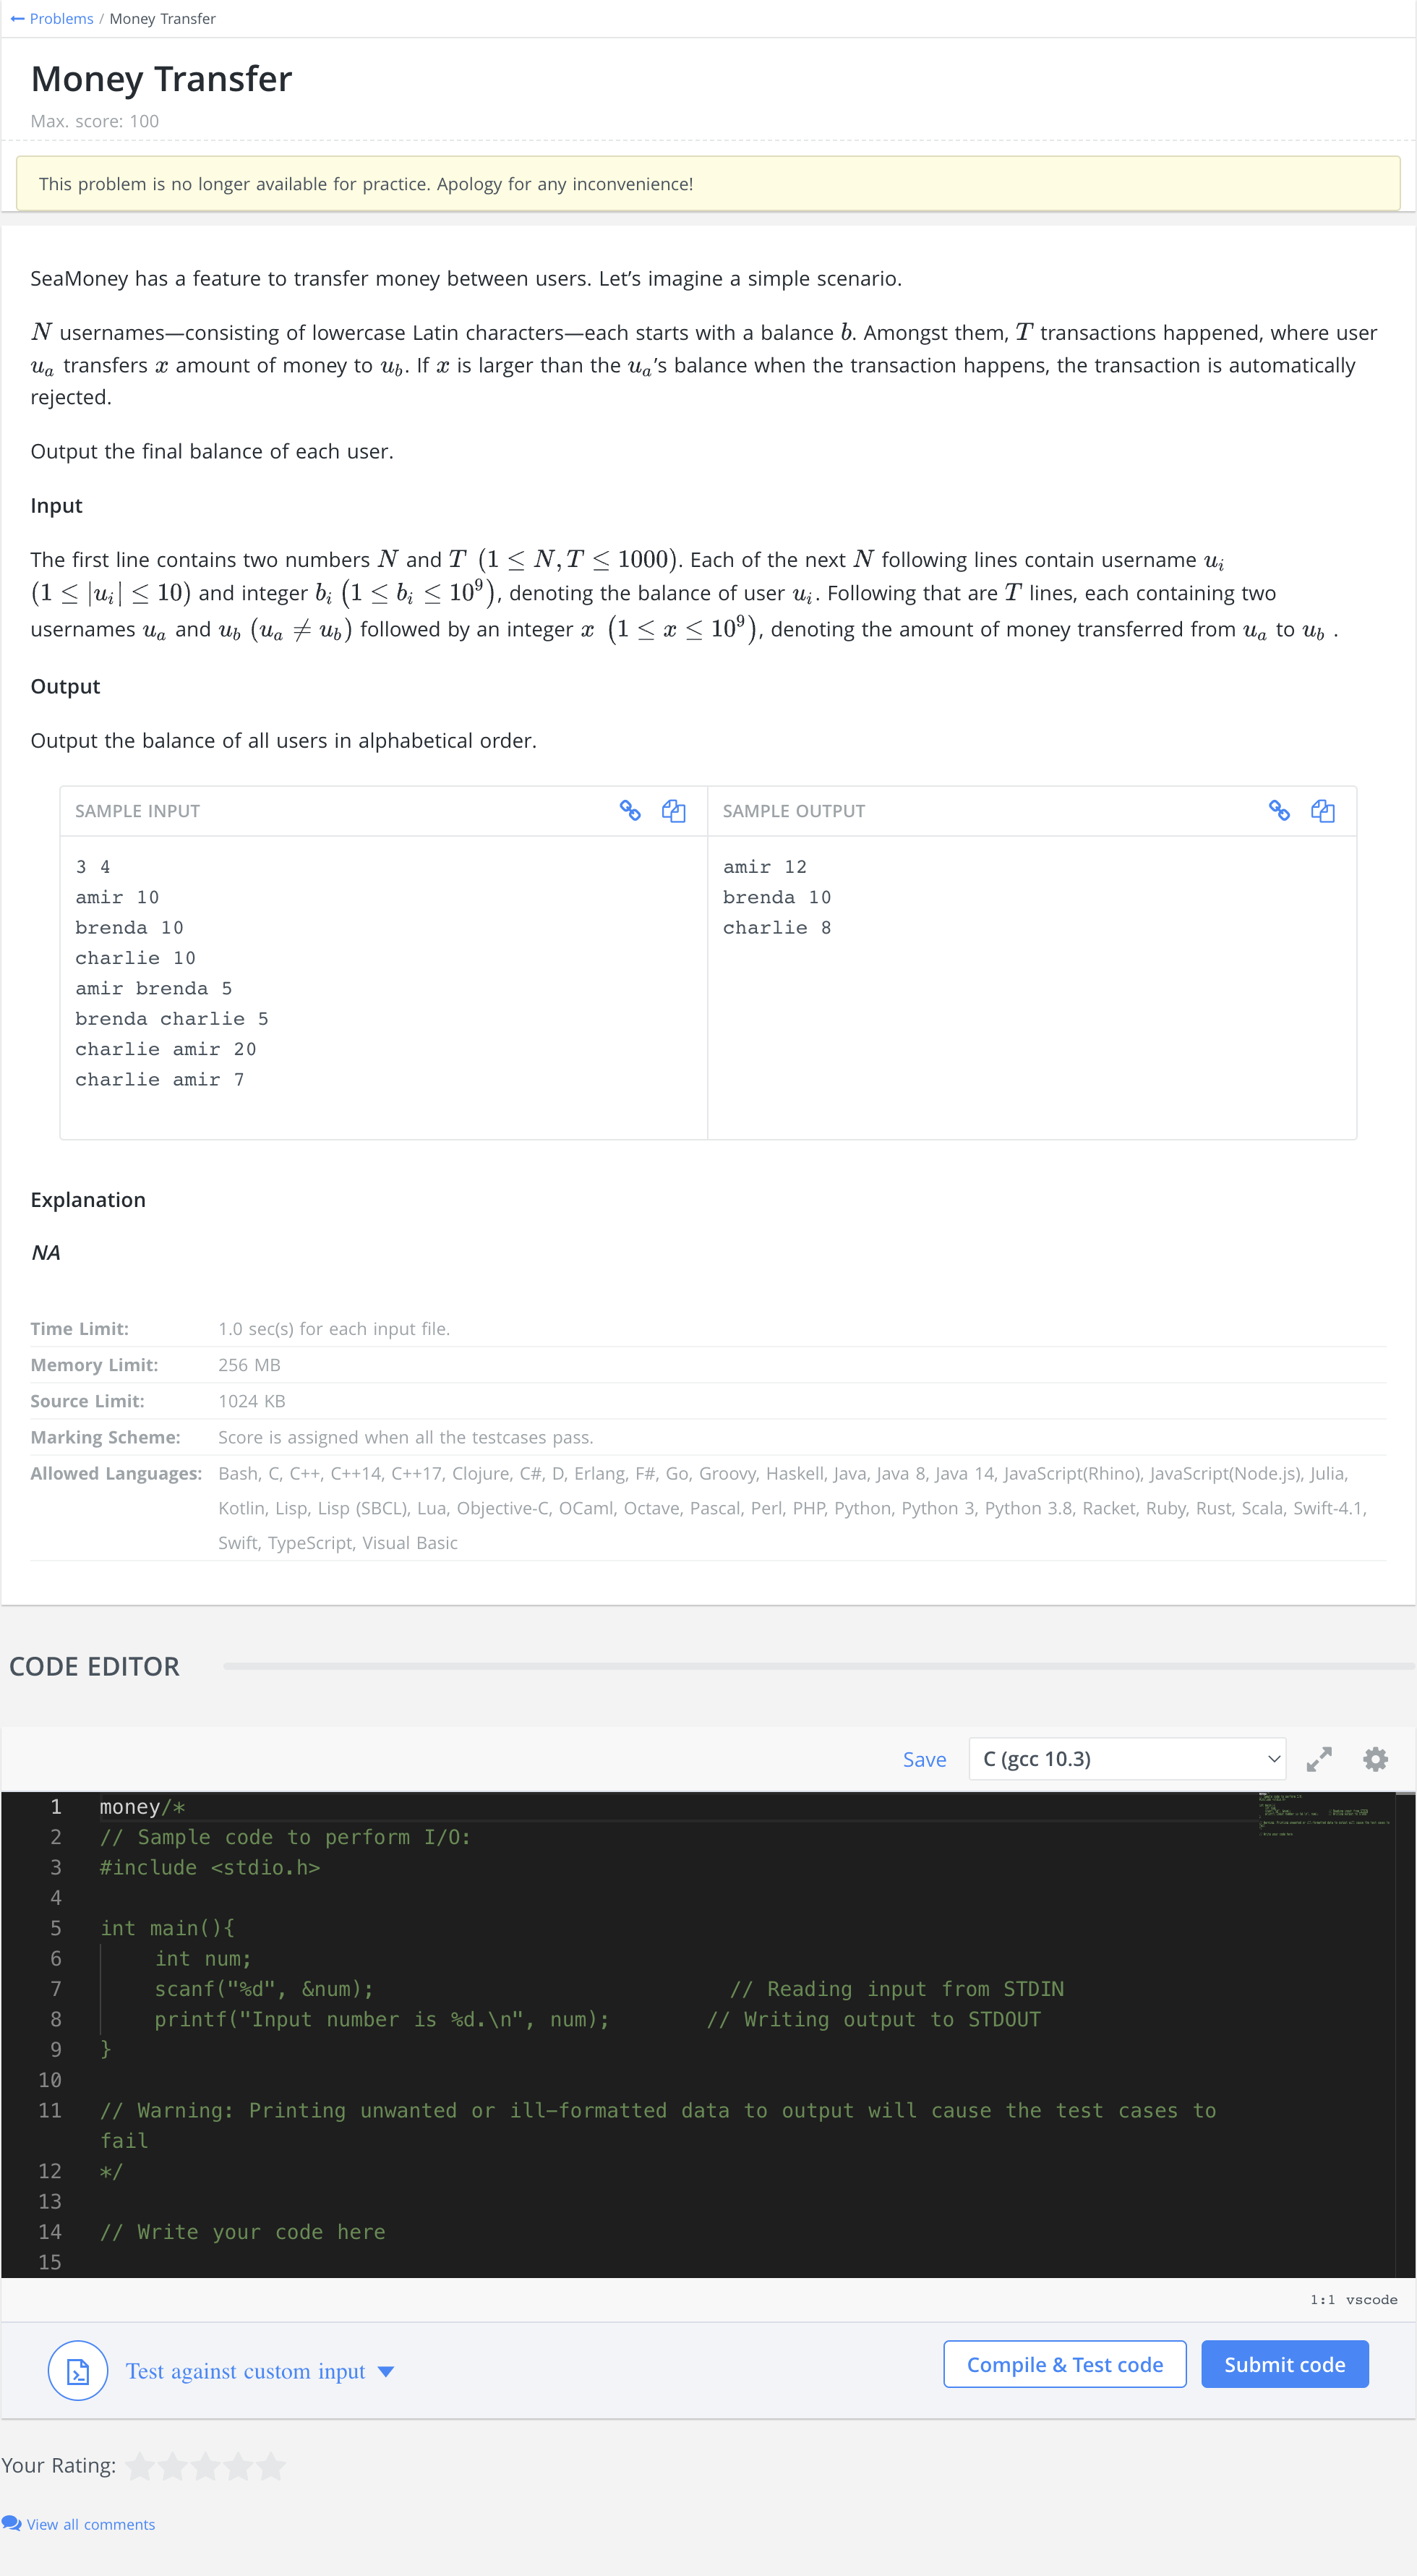 Problems / Money Transfer
Money Transfer
Max. score: 100
This problem is no longer available for practice. Apology for any inconvenience!
SeaMoney has a feature to transfer money between users. Let’s imagine a simple scenario.
N usernames—consisting of lowercase Latin characters—each starts with a balance b. Amongst them, T transactions happened, where user
u_a transfers x amount of money to u_b. If x is larger than the u_a’s balance when the transaction happens, the transaction is automatically
rejected.
Output the final balance of each user.
Input
The first line contains two numbers N and T (1 ≤ N, T ≤ 1000). Each of the next N following lines contain username u_i
(1 ≤ |u_i| ≤ 10) and integer b_i (1 ≤ b_i ≤ 10^9), denoting the balance of user u_i. Following that are T lines, each containing two
usernames u_a and u_b (u_a ≠ u_b) followed by an integer x (1 ≤ x ≤ 10^9), denoting the amount of money transferred from u_a to u_b .
Output
Output the balance of all users in alphabetical order.
SAMPLE INPUT
3 4
amir 10
brenda 10
charlie 10
amir brenda 5
brenda charlie 5
charlie amir 20
charlie amir 7
SAMPLE OUTPUT
amir 12
brenda 10
charlie 8
Explanation
NA
Time Limit: 1.0 sec(s) for each input file.
Memory Limit: 256 MB
Source Limit: 1024 KB
Marking Scheme: Score is assigned when all the testcases pass.
Allowed Languages: Bash, C, C++, C++14, C++17, Clojure, C#, D, Erlang, F#, Go, Groovy, Haskell, Java, Java 8, Java 14, JavaScript(Rhino), JavaScript(Node.js), Julia,
Kotlin, Lisp, Lisp (SBCL), Lua, Objective-C, OCaml, Octave, Pascal, Perl, PHP, Python, Python 3, Python 3.8, Racket, Ruby, Rust, Scala, Swift-4.1,
Swift, TypeScript, Visual Basic
CODE EDITOR
Save C (gcc 10.3)
1 money/*
2 // Sample code to perform I/O:
3 #include <stdio.h>
4
5 int main(){
6 int num;
7 scanf("%d", &num); // Reading input from STDIN
8 printf("Input number is %d.\n", num); // Writing output to STDOUT
9 }
10
11 // Warning: Printing unwanted or ill-formatted data to output will cause the test cases to
fail
12 */
13
14 // Write your code here
15
1:1 vscode
Test against custom input Compile & Test code Submit code
Your Rating:
View all comments